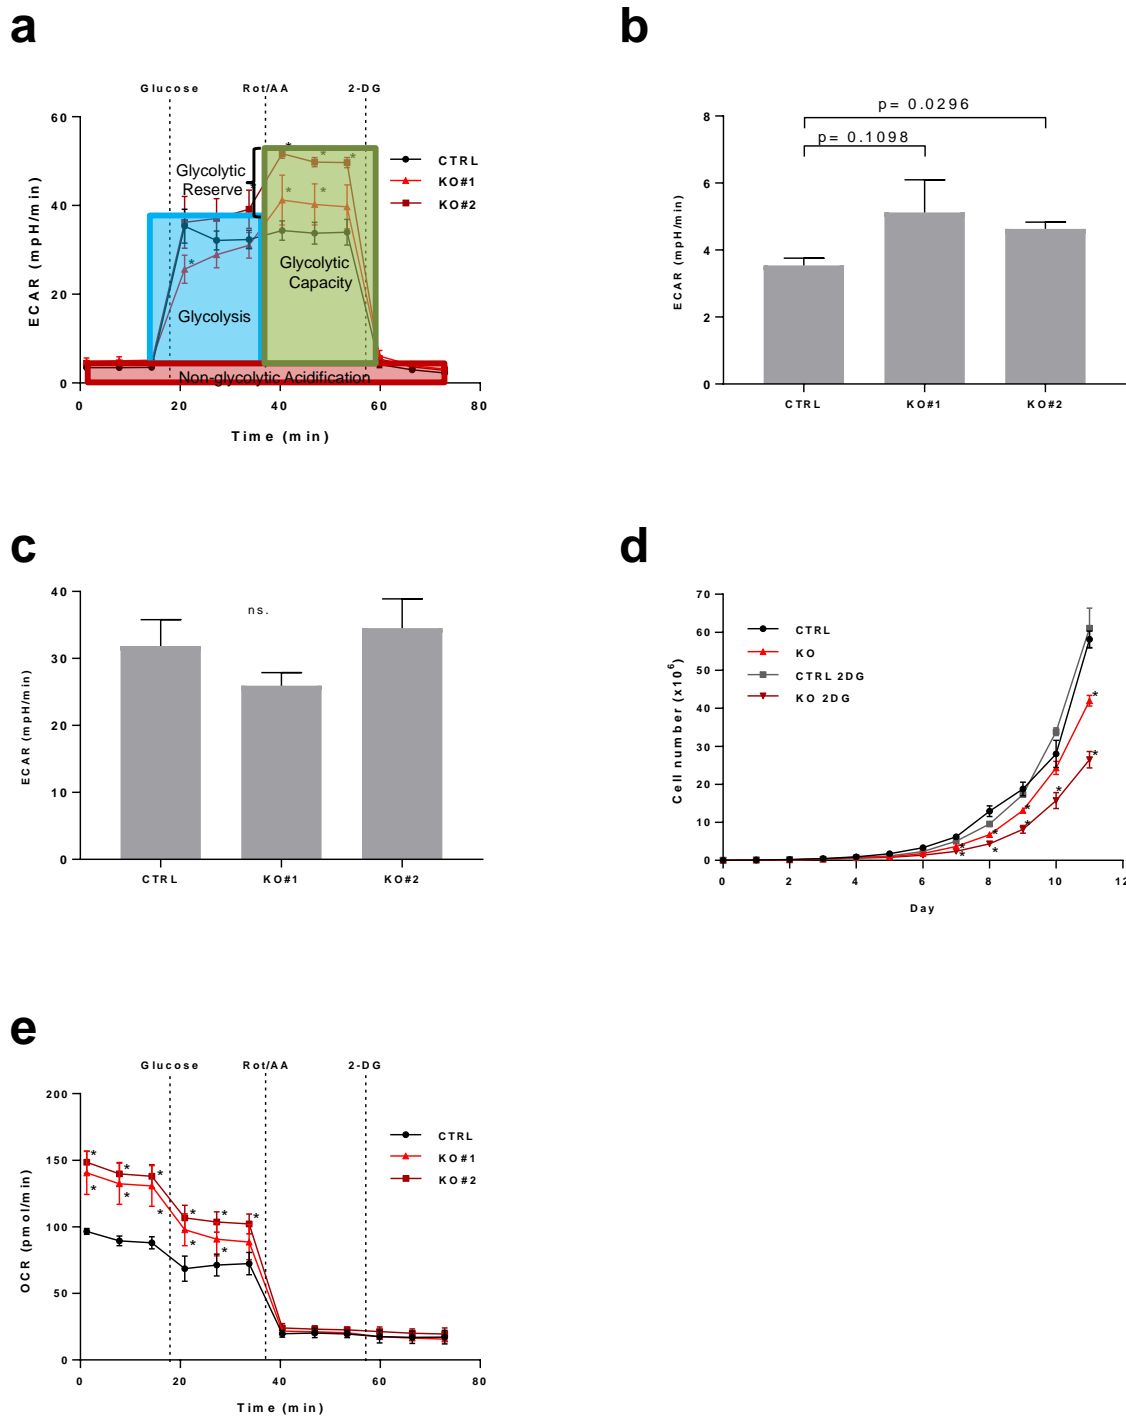 a
Glucose Rot/AA 2-DG
60
40
20
0
ECAR (mpH/min)
Glycolytic
Reserve
Glycolytic
Capacity
Glycolysis
Non-glycolytic Acidification
CTRL
KO#1
KO#2
* * *
* *
*
0 20 40 60 80
Time (min)
b
p= 0.0296
p= 0.1098
8
6
4
2
0
ECAR (mpH/min)
CTRL KO#1 KO#2
c
40
30
20
10
0
ECAR (mpH/min)
ns.
CTRL KO#1 KO#2
d
70
60
50
40
30
20
10
0
Cell number (x10⁶)
CTRL
KO
CTRL 2DG
KO 2DG
* * * * *
* * * * *
0 2 4 6 8 10 12
Day
e
Glucose Rot/AA 2-DG
200
150
100
50
0
OCR (pmol/min)
CTRL
KO#1
KO#2
* * * * * *
* * * * *
0 20 40 60 80
Time (min)